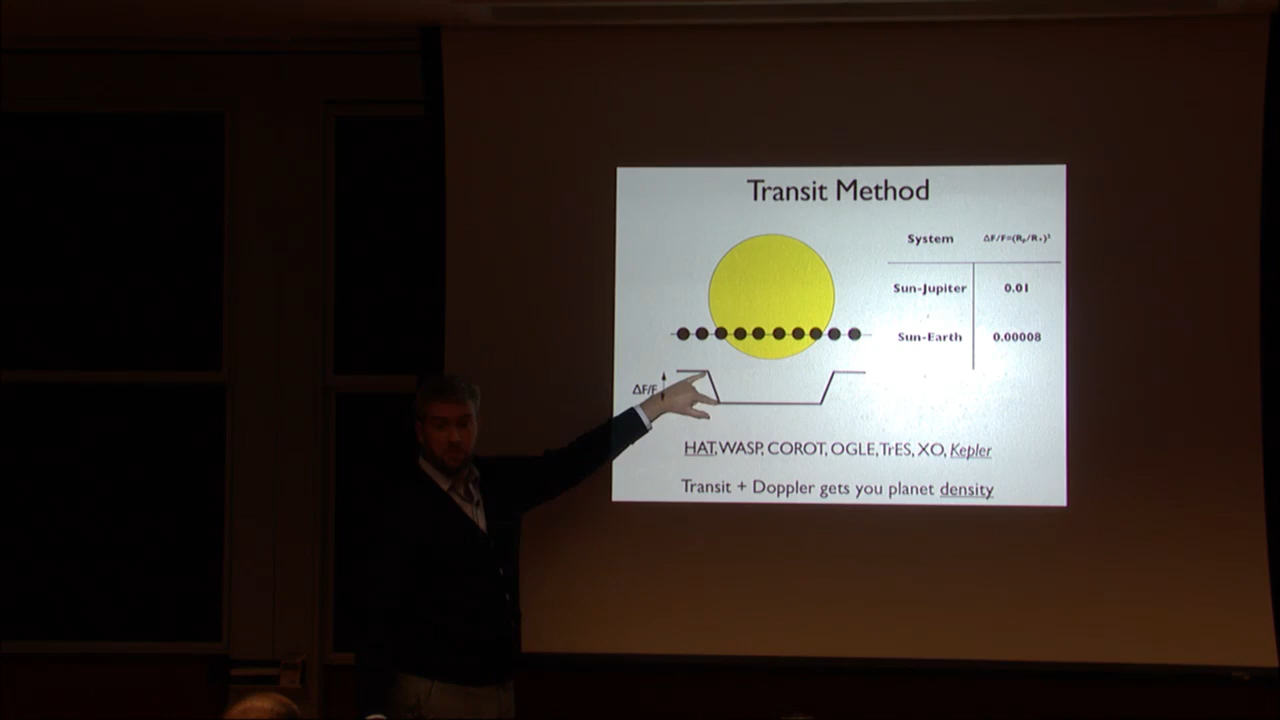 Transit Method
System ΔF/F=(Rₚ/R⋆)²
Sun-Jupiter 0.01
Sun-Earth 0.00008
ΔF/F
HAT, WASP, COROT, OGLE, TrES, XO, Kepler
Transit + Doppler gets you planet density